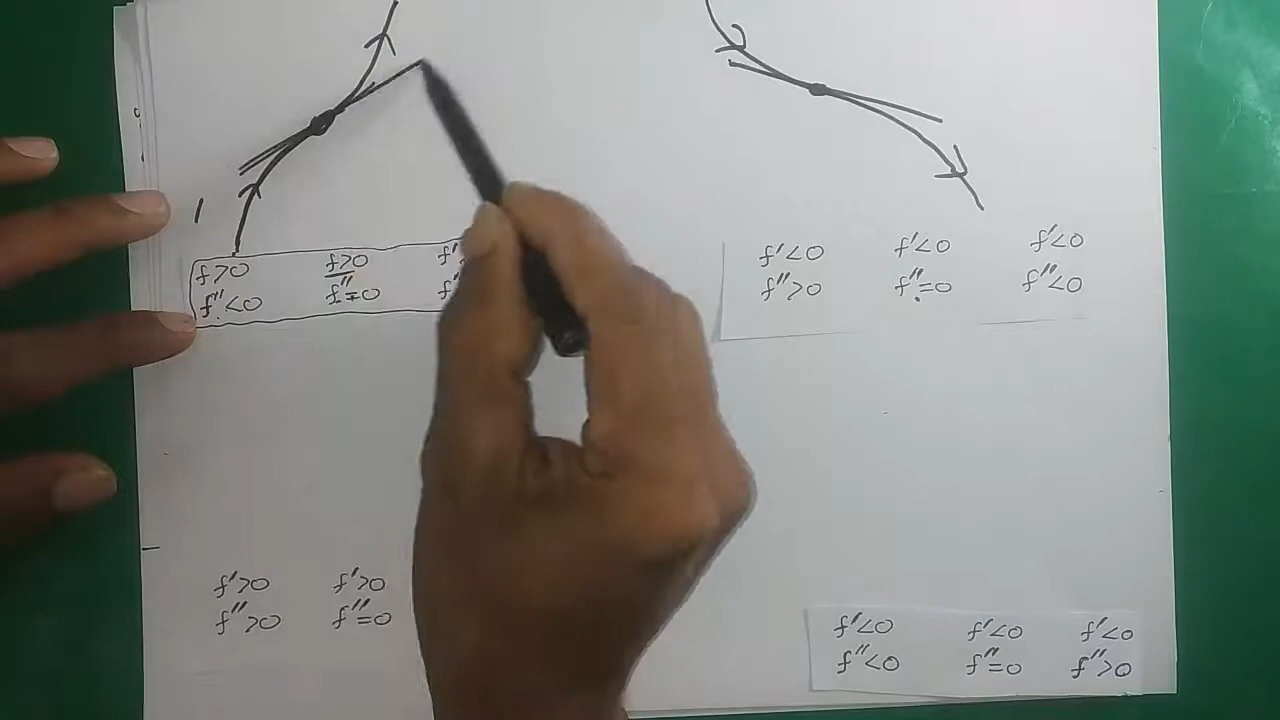 f>0 f>0 f'
f''<0 f''=0 f''
f'<0 f'<0 f'<0
f''>0 f''=0 f''<0
f'>0 f'>0
f''>0 f''=0
f'<0 f'<0 f'<0
f''<0 f''=0 f''>0